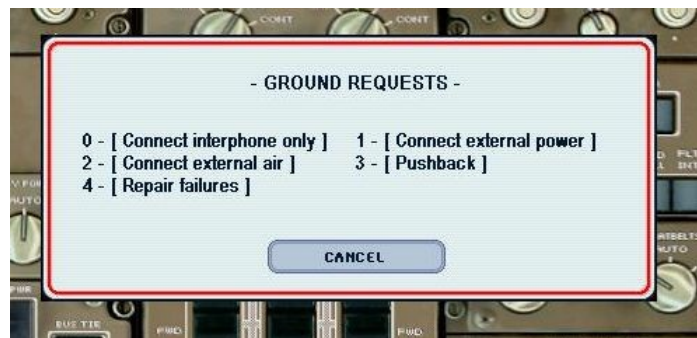 CONT
CONT
- GROUND REQUESTS -
0 - [ Connect interphone only ] 1 - [ Connect external power ]
2 - [ Connect external air ] 3 - [ Pushback ]
4 - [ Repair failures ]
AUTO
AUTO
CANCEL
PWR
BUS TIE
FWD
FWD